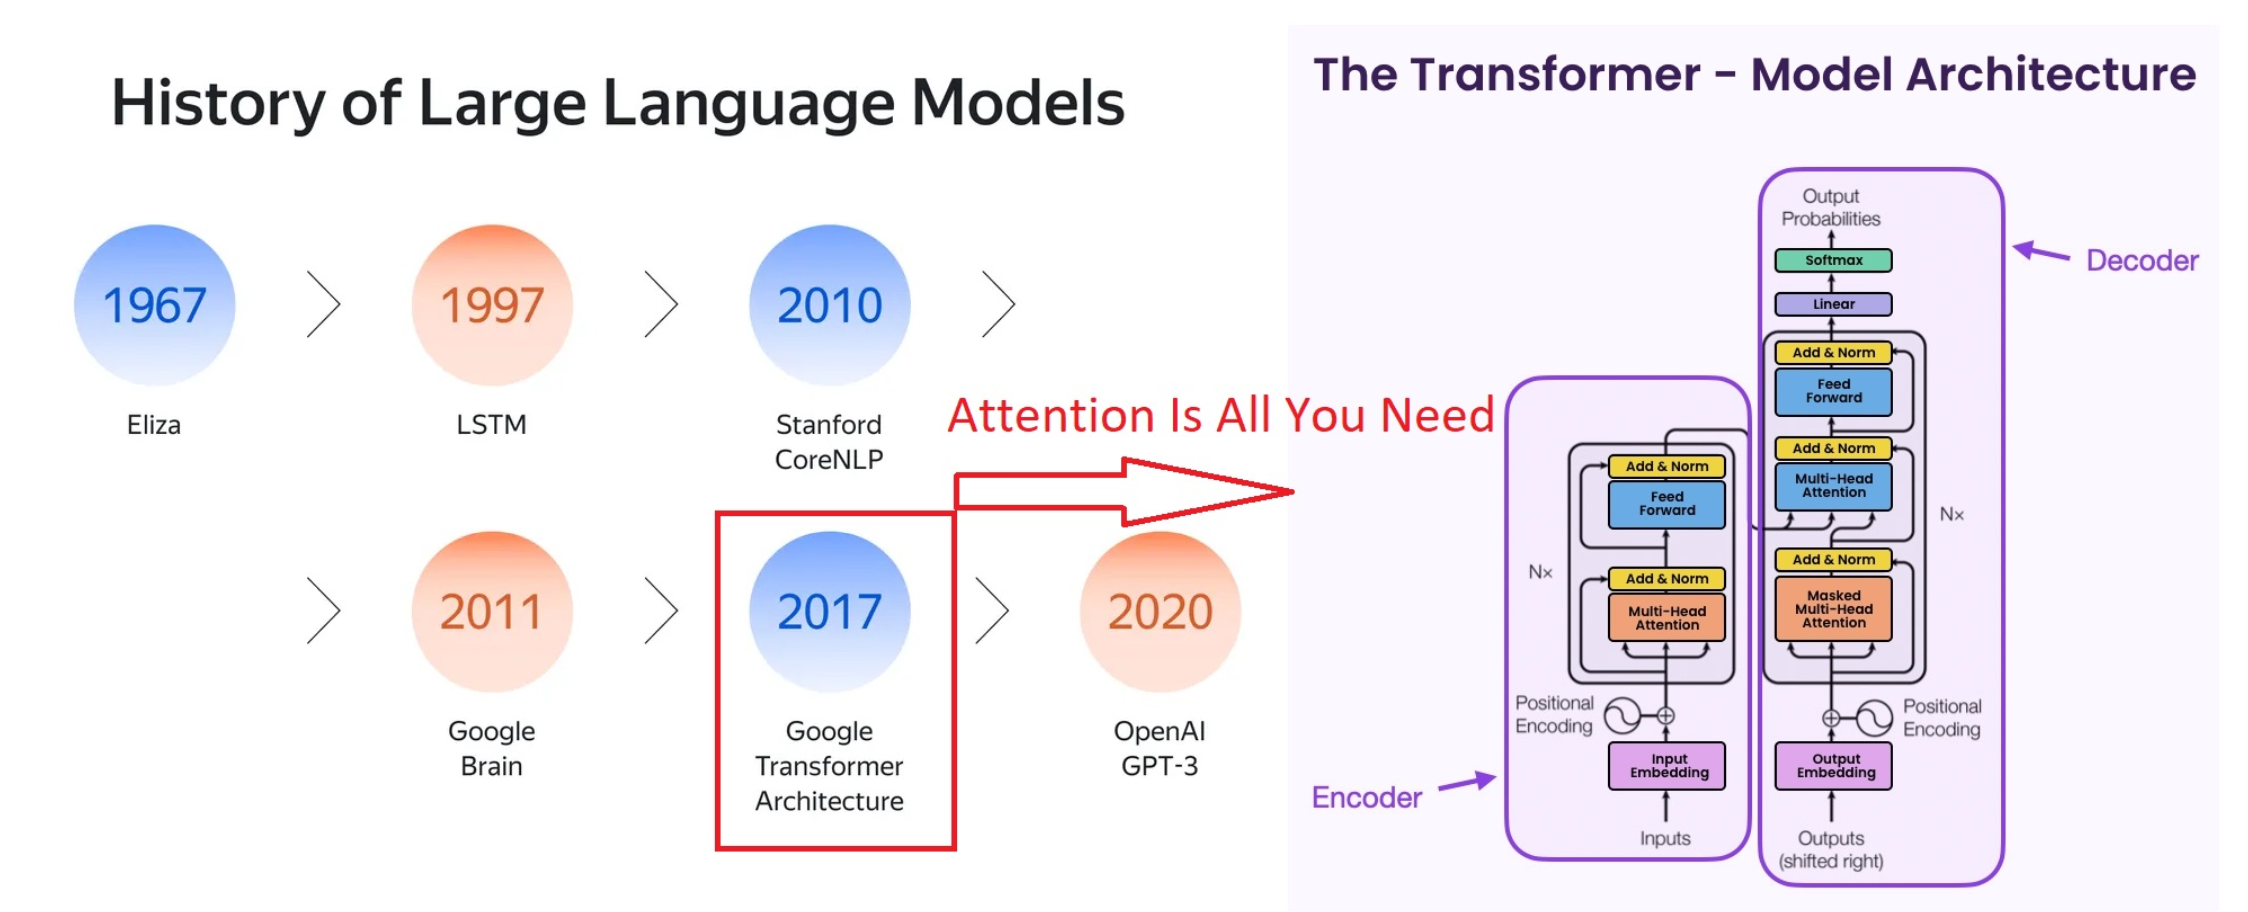 History of Large Language Models
1967
1997
2010
Eliza
LSTM
Stanford
CoreNLP
2011
2017
2020
Google
Brain
Google
Transformer
Architecture
OpenAI
GPT-3
Attention Is All You Need
The Transformer - Model Architecture
Encoder
Add & Norm
Feed
Forward
Nx
Add & Norm
Multi-Head
Attention
Positional
Encoding
Input
Embedding
Inputs
Decoder
Output
Probabilities
Softmax
Linear
Add & Norm
Feed
Forward
Add & Norm
Multi-Head
Attention
Nx
Add & Norm
Masked
Multi-Head
Attention
Positional
Encoding
Output
Embedding
Outputs
(shifted right)